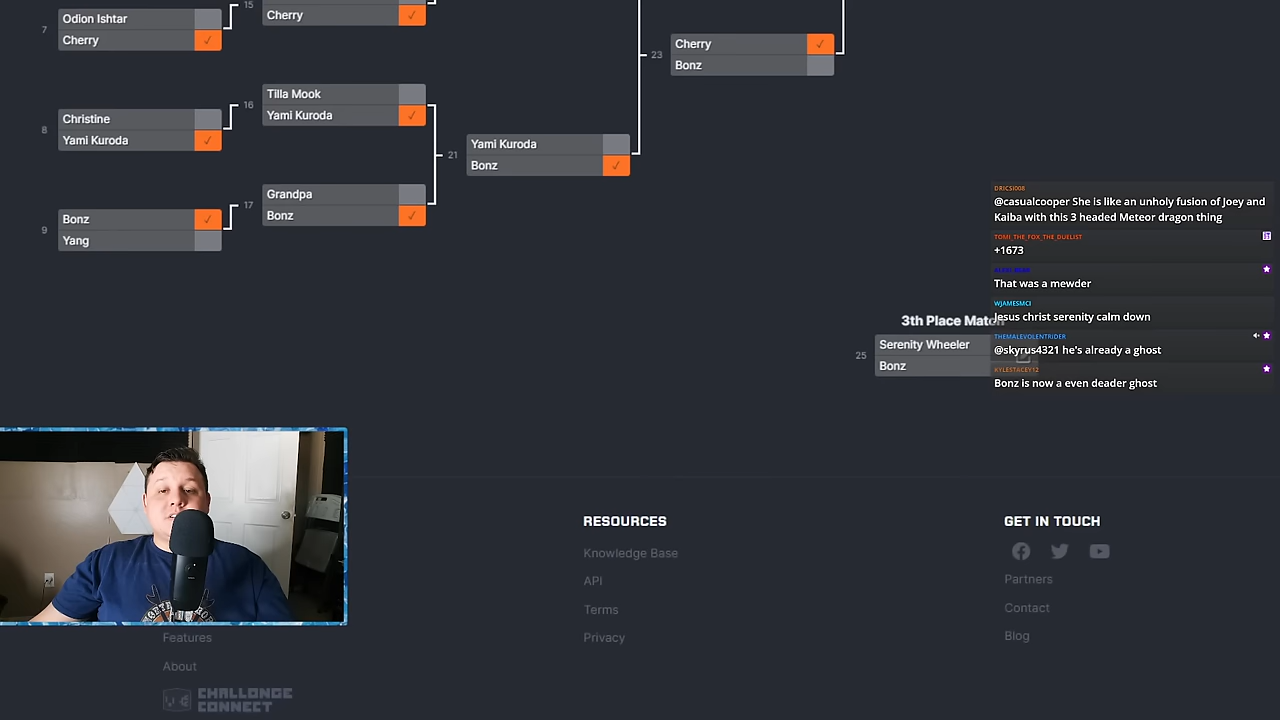 7
Odion Ishtar
Cherry
15
Cherry
8
Christine
Yami Kuroda
16
Tilla Mook
Yami Kuroda
9
Bonz
Yang
17
Grandpa
Bonz
21
Yami Kuroda
Bonz
23
Cherry
Bonz
3th Place Match
25
Serenity Wheeler
Bonz
DRICSI008
@casualcooper She is like an unholy fusion of Joey and
Kaiba with this 3 headed Meteor dragon thing
TOMI_THE_FOX_THE_DUELIST
+1673
That was a mewder
WJAMESMCI
Jesus christ serenity calm down
THEMALEVOLENTRIDER
@skyrus4321 he's already a ghost
KYLESTACEY12
Bonz is now a even deader ghost
Features
About
CHALLONGE
CONNECT
RESOURCES
Knowledge Base
API
Terms
Privacy
GET IN TOUCH
Partners
Contact
Blog